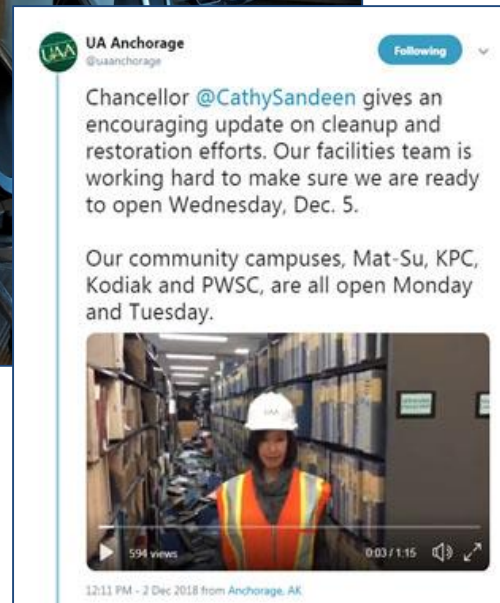 UAA
UA Anchorage
@uaanchorage
Following
Chancellor @CathySandeen gives an
encouraging update on cleanup and
restoration efforts. Our facilities team is
working hard to make sure we are ready
to open Wednesday, Dec. 5.
Our community campuses, Mat-Su, KPC,
Kodiak and PWSC, are all open Monday
and Tuesday.
UAA
594 views
0:03 / 1:15
12:11 PM - 2 Dec 2018 from Anchorage, AK